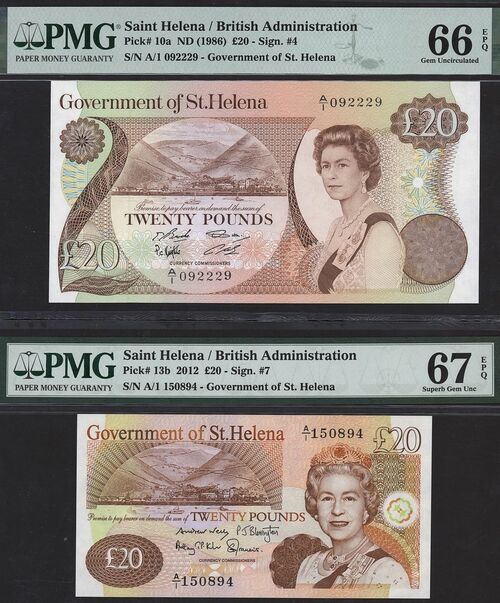 PMG
PAPER MONEY GUARANTY
Saint Helena / British Administration
Pick# 10a ND (1986) £20 - Sign. #4
S/N A/1 092229 - Government of St. Helena
66 EPQ
Gem Uncirculated
Government of St.Helena
A/1 092229
£20
Promise to pay bearer on demand the sum of
TWENTY POUNDS
£20
CURRENCY COMMISSIONERS
A/1 092229
PMG
PAPER MONEY GUARANTY
Saint Helena / British Administration
Pick# 13b 2012 £20 - Sign. #7
S/N A/1 150894 - Government of St. Helena
67 EPQ
Superb Gem Unc
Government of St.Helena
A/1 150894
£20
Promise to pay bearer on demand the sum of TWENTY POUNDS
£20
CURRENCY COMMISSIONERS
A/1 150894